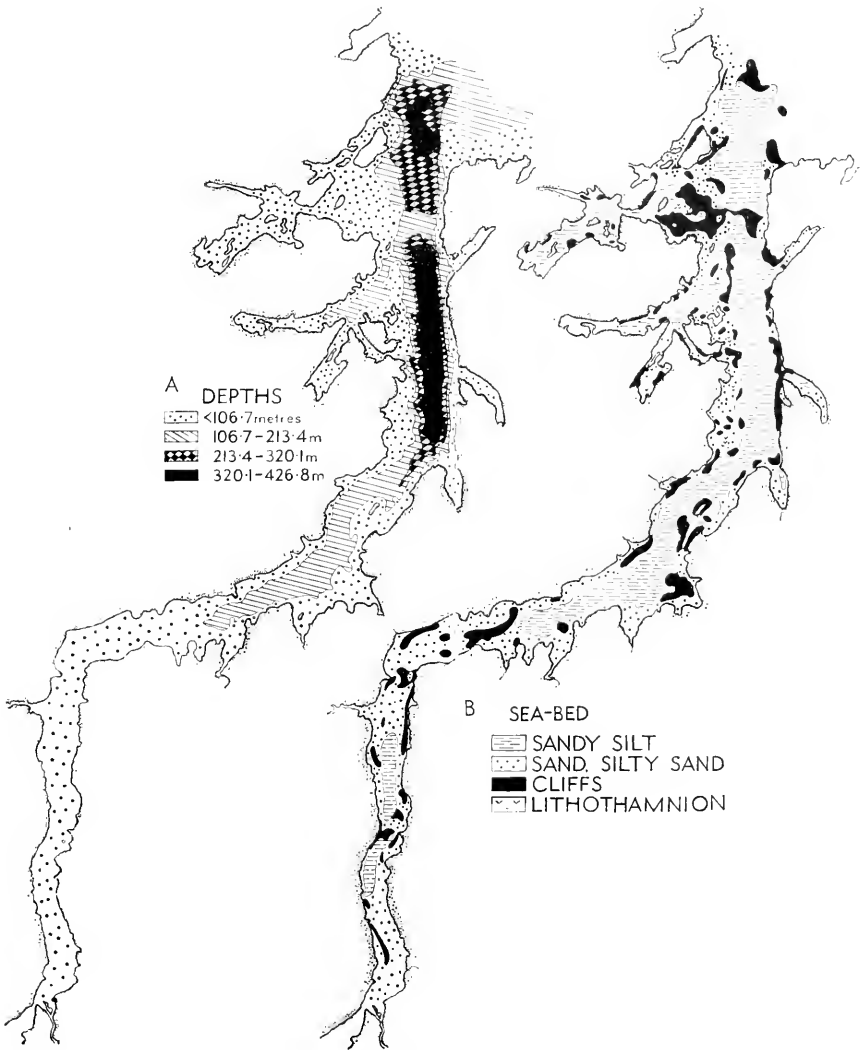 A DEPTHS
<106·7metres
106·7-213·4m
213·4-320·1m
320·1-426·8m
B SEA-BED
SANDY SILT
SAND, SILTY SAND
CLIFFS
LITHOTHAMNION